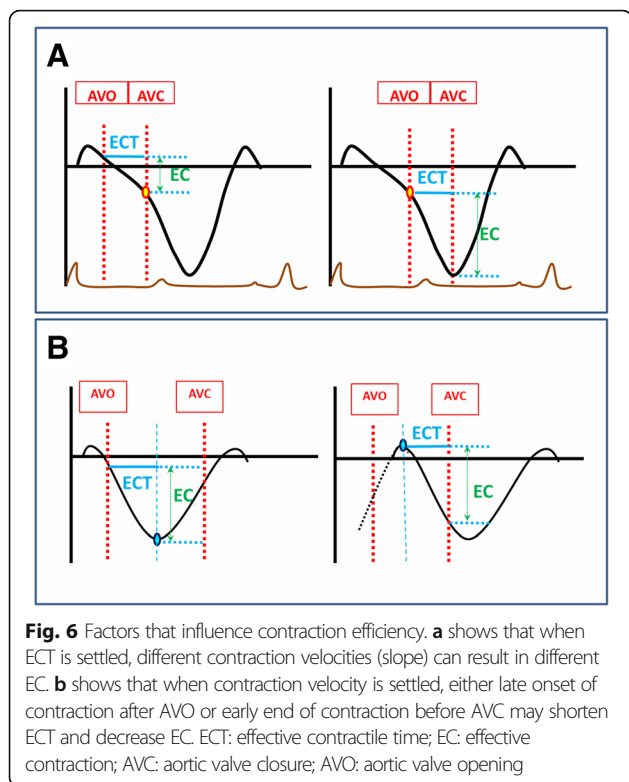 A
AVO AVC AVO AVC
ECT ECT
EC EC
B
AVO AVC AVO AVC
ECT ECT
EC EC
Fig. 6 Factors that influence contraction efficiency. a shows that when
ECT is settled, different contraction velocities (slope) can result in different
EC. b shows that when contraction velocity is settled, either late onset of
contraction after AVO or early end of contraction before AVC may shorten
ECT and decrease EC. ECT: effective contractile time; EC: effective
contraction; AVC: aortic valve closure; AVO: aortic valve opening